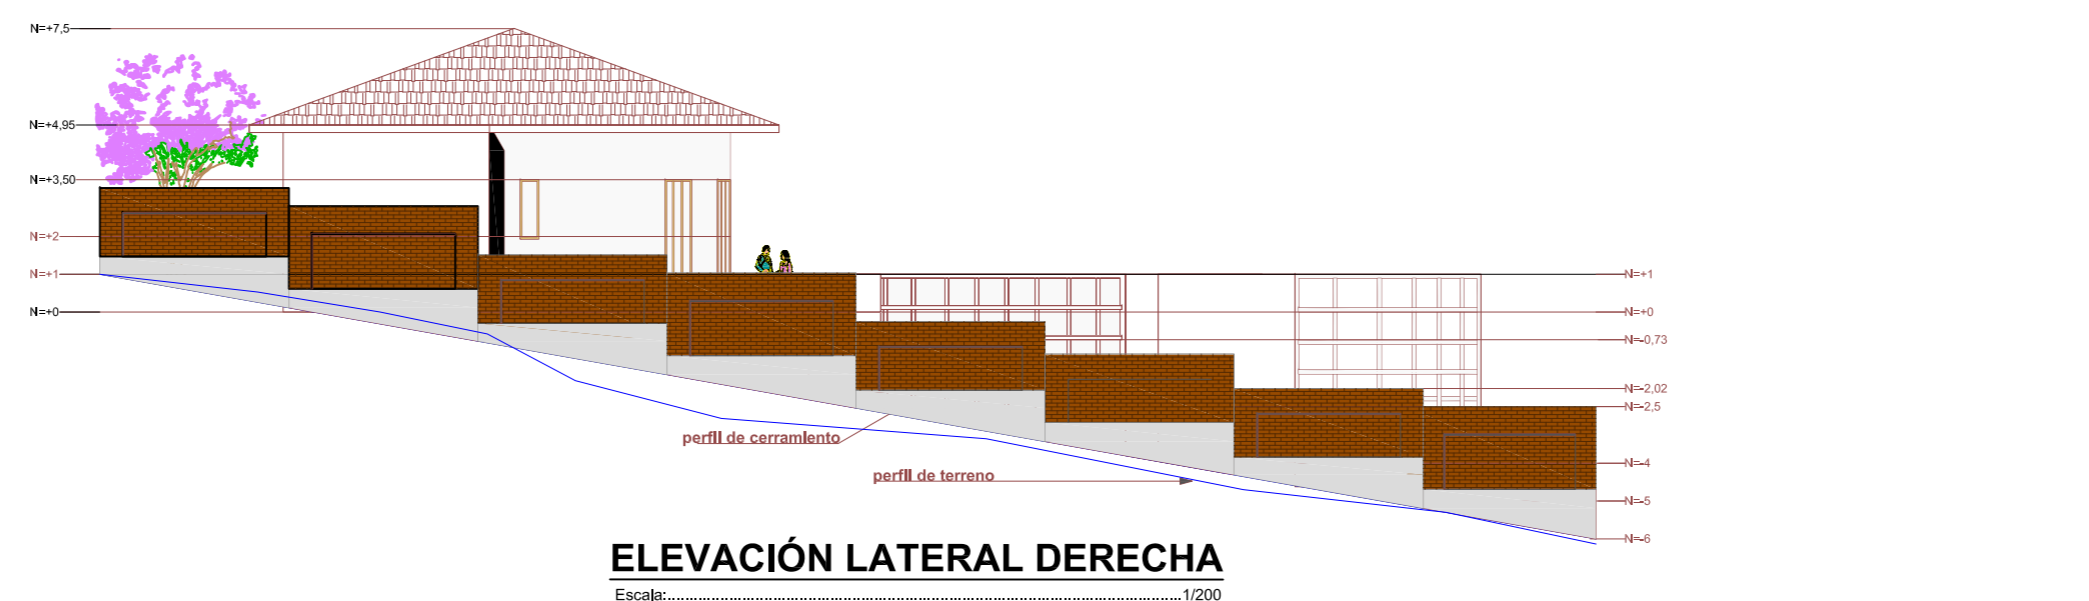 N=+7,5
N=+4,95
N=+3,50
N=+2
N=+1
N=+0
N=+1
N=+0
N=-0,73
N=-2,02
N=-2,5
N=-4
N=-5
N=-6
perfil de cerramiento
perfil de terreno
ELEVACIÓN LATERAL DERECHA
Escala:..........................................................................................................1/200